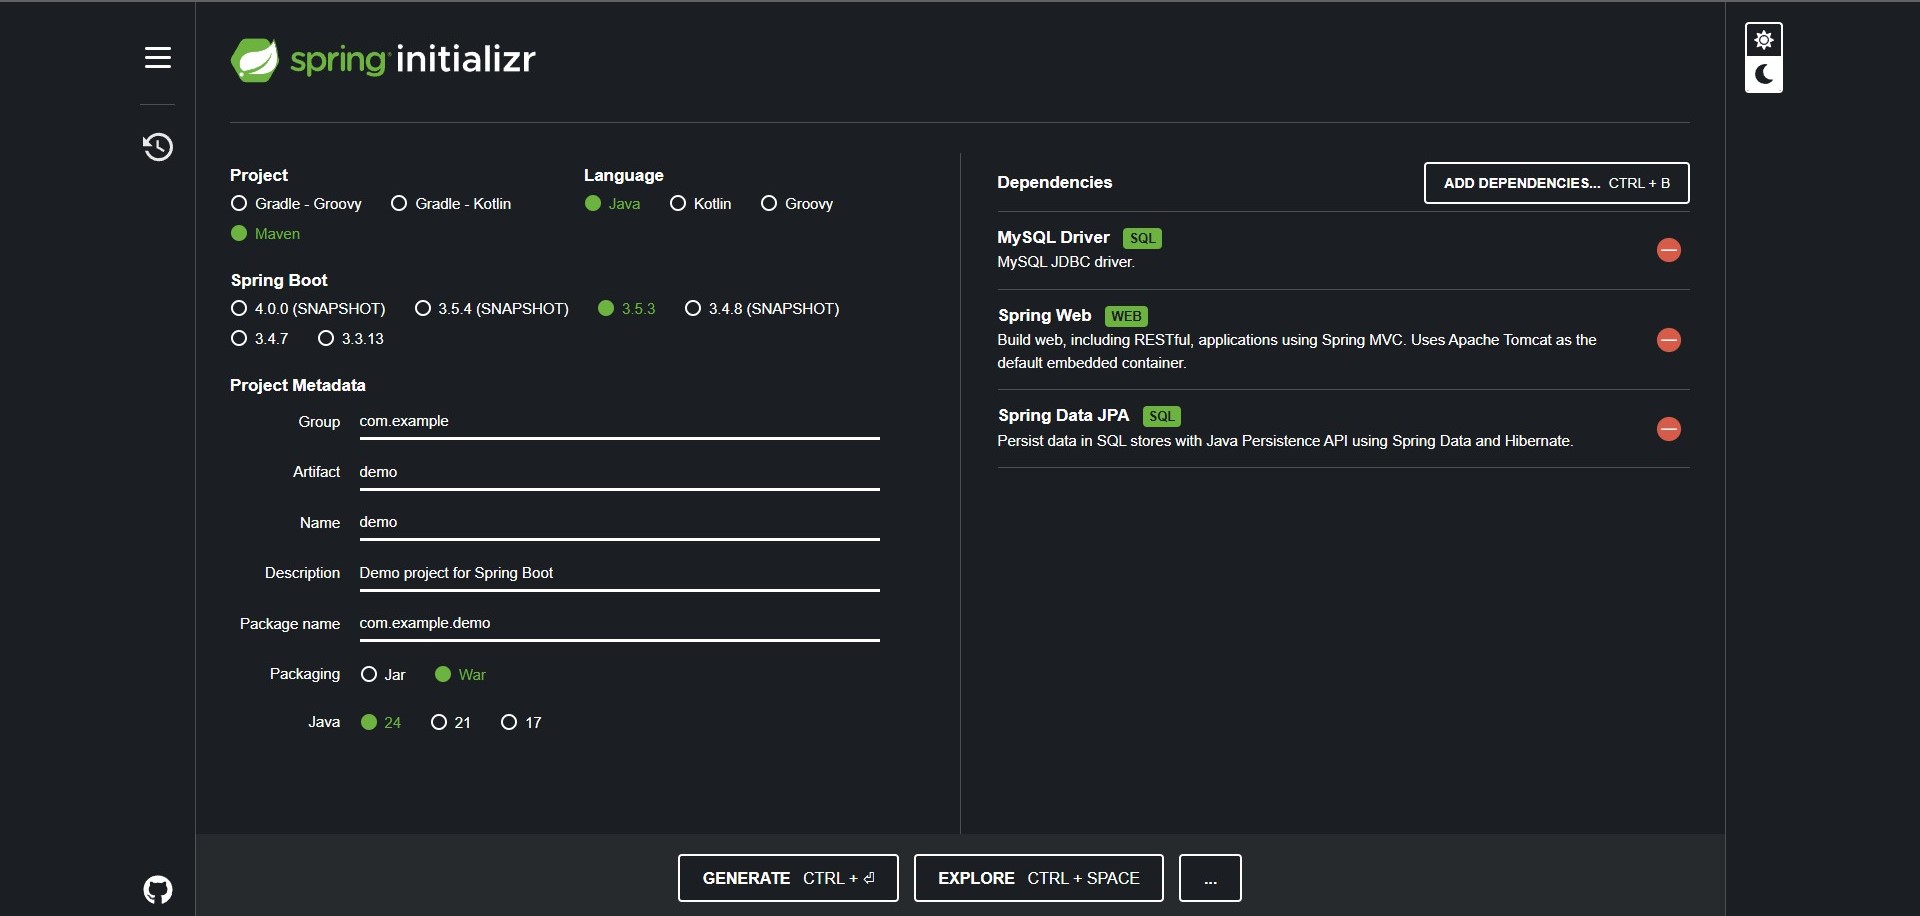 spring initializr
Project
Gradle - Groovy Gradle - Kotlin
Maven
Language
Java Kotlin Groovy
Spring Boot
4.0.0 (SNAPSHOT) 3.5.4 (SNAPSHOT) 3.5.3 3.4.8 (SNAPSHOT)
3.4.7 3.3.13
Project Metadata
Group com.example
Artifact demo
Name demo
Description Demo project for Spring Boot
Package name com.example.demo
Packaging Jar War
Java 24 21 17
Dependencies ADD DEPENDENCIES... CTRL + B
MySQL Driver SQL
MySQL JDBC driver.
Spring Web WEB
Build web, including RESTful, applications using Spring MVC. Uses Apache Tomcat as the
default embedded container.
Spring Data JPA SQL
Persist data in SQL stores with Java Persistence API using Spring Data and Hibernate.
GENERATE CTRL + ⏎ EXPLORE CTRL + SPACE ...